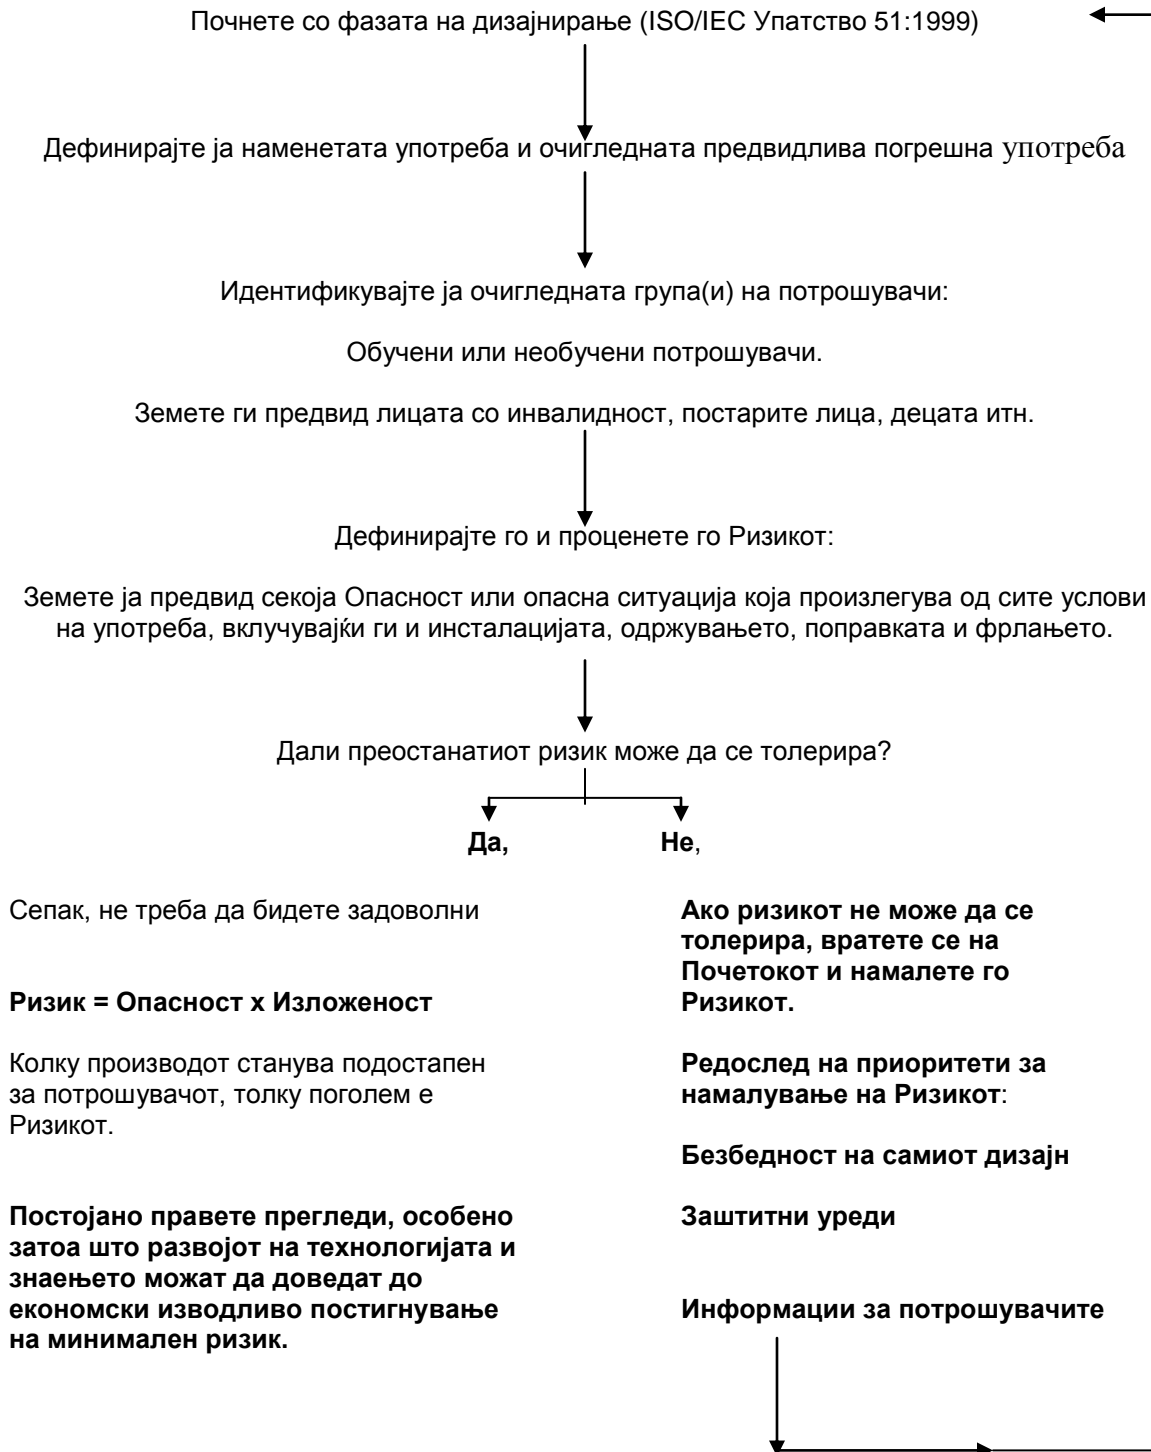 Почнете со фазата на дизајнирање (ISO/IEC Упатство 51:1999)
Дефинирајте ја наменетата употреба и очигледната предвидлива погрешна употреба
Идентификувајте ја очигледната група(и) на потрошувачи:
Обучени или необучени потрошувачи.
Земете ги предвид лицата со инвалидност, постарите лица, децата итн.
Дефинирајте го и проценете го Ризикот:
Земете ја предвид секоја Опасност или опасна ситуација која произлегува од сите услови
на употреба, вклучувајќи ги и инсталацијата, одржувањето, поправката и фрлањето.
Дали преостанатиот ризик може да се толерира?
Да,
Не,
Сепак, не треба да бидете задоволни
Ризик = Опасност х Изложеност
Колку производот станува подостапен
за потрошувачот, толку поголем е
Ризикот.
Постојано правете прегледи, особено
затоа што развојот на технологијата и
знаењето можат да доведат до
економски изводливо постигнување
на минимален ризик.
Ако ризикот не може да се
толерира, вратете се на
Почетокот и намалете го
Ризикот.
Редослед на приоритети за
намалување на Ризикот:
Безбедност на самиот дизајн
Заштитни уреди
Информации за потрошувачите